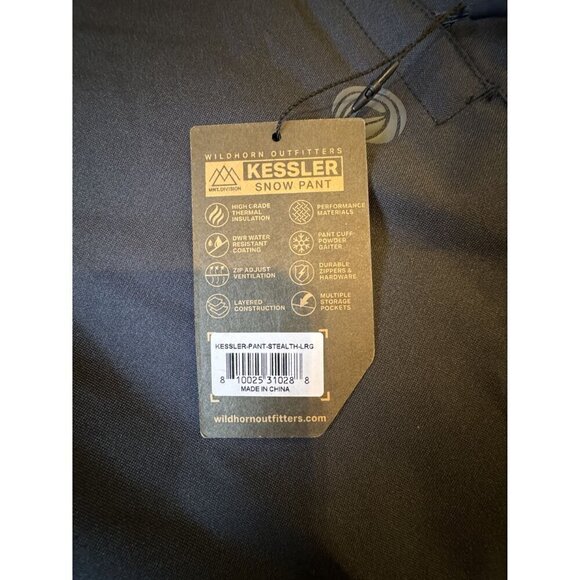 WILDHORN OUTFITTERS
MNT.DIVISION
KESSLER
SNOW PANT
HIGH GRADE
THERMAL
INSULATION
PERFORMANCE
MATERIALS
DWR WATER
RESISTANT
COATING
PANT CUFF
POWDER
GAITER
ZIP ADJUST
VENTILATION
DURABLE
ZIPPERS &
HARDWARE
LAYERED
CONSTRUCTION
MULTIPLE
STORAGE
POCKETS
KESSLER-PANT-STEALTH-LRG
8 10025 31028 8
MADE IN CHINA
wildhornoutfitters.com